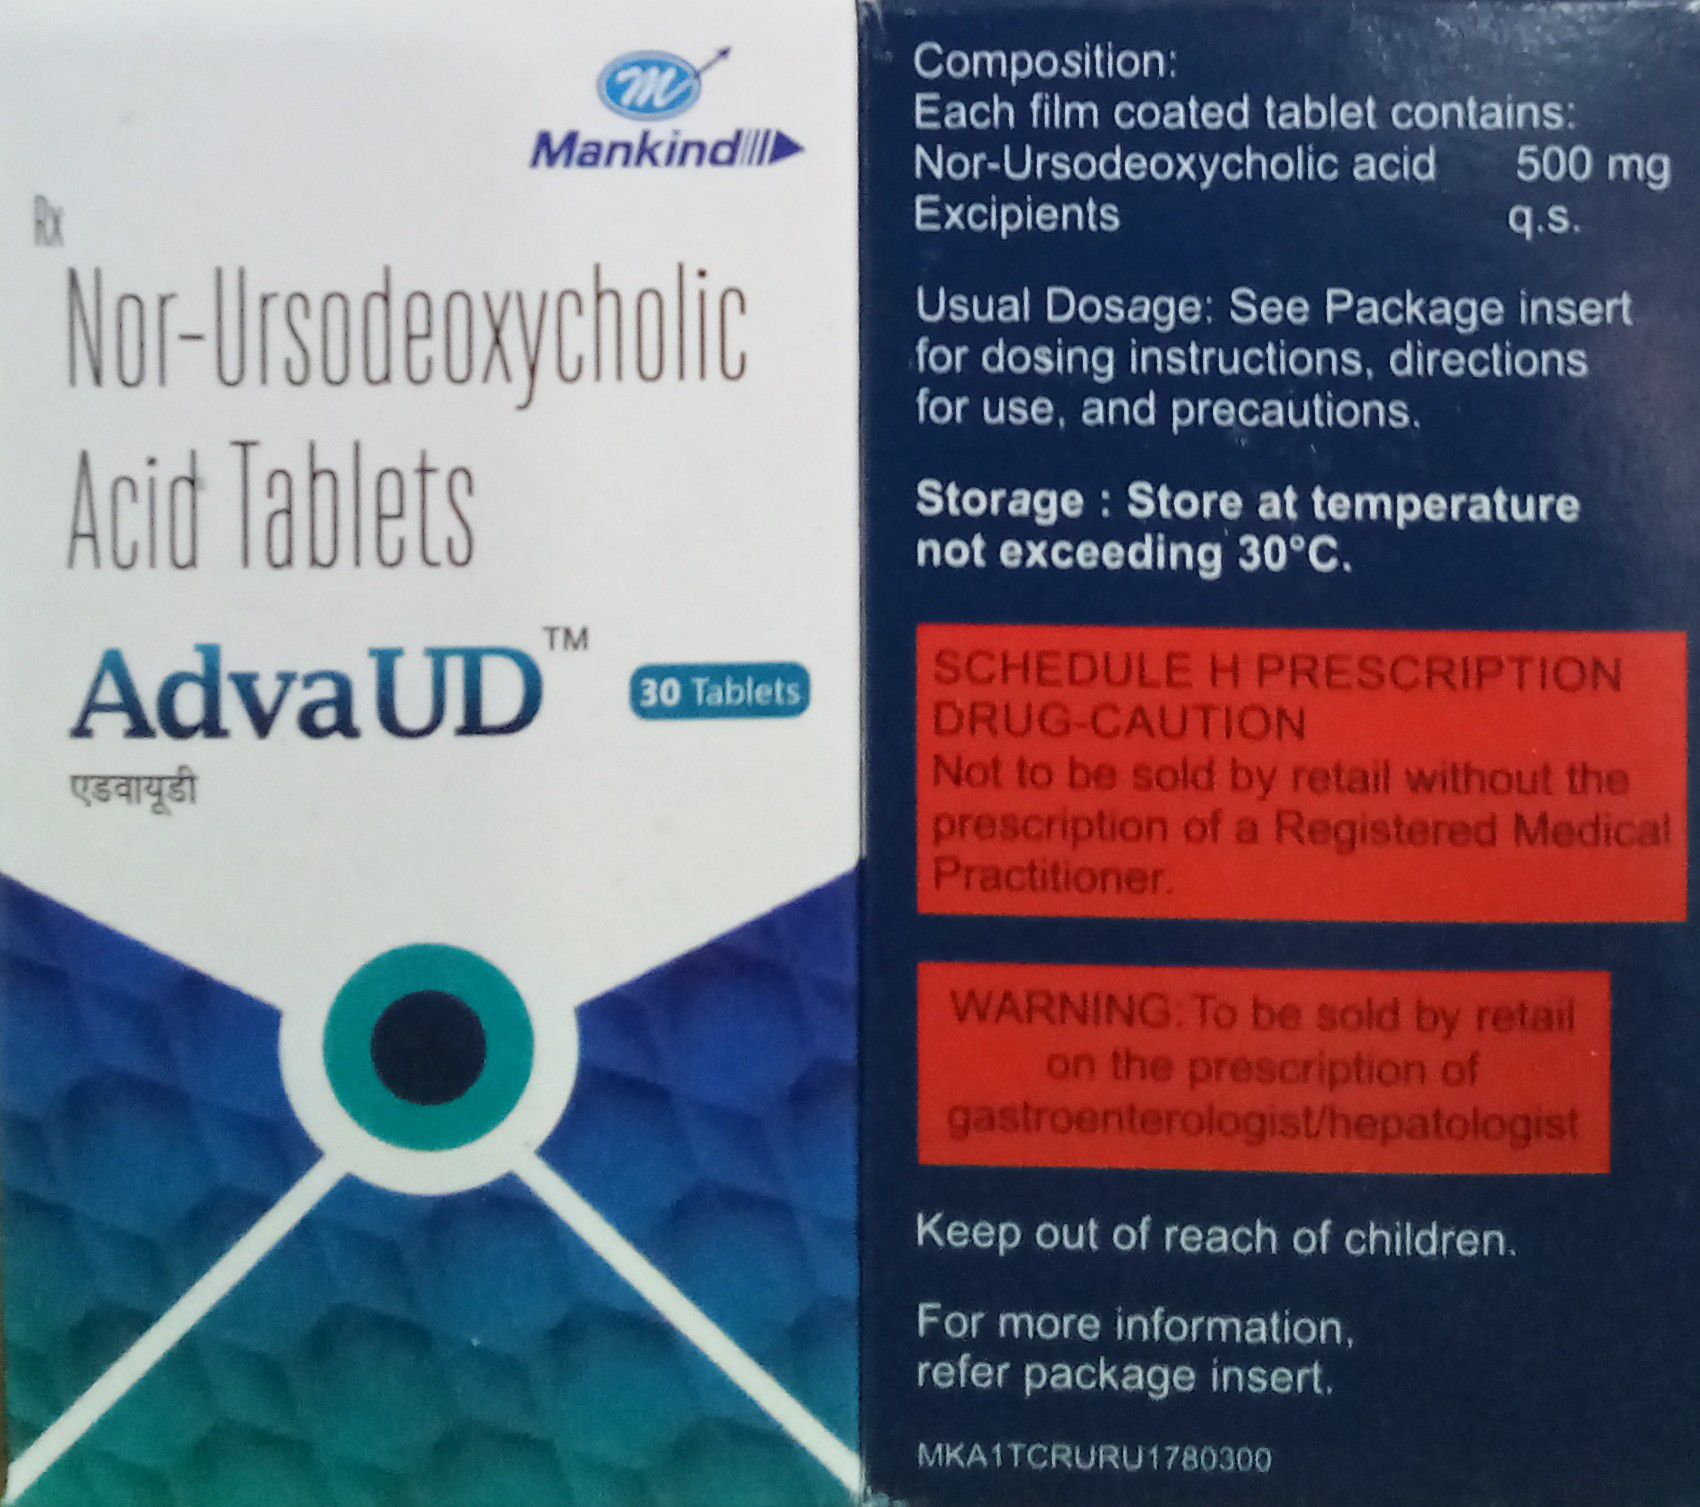 Mankind
Rx
Nor-Ursodeoxycholic
Acid Tablets
AdvaUD™
30 Tablets
एडवायूडी
Composition:
Each film coated tablet contains:
Nor-Ursodeoxycholic acid 500 mg
Excipients q.s.
Usual Dosage: See Package insert
for dosing instructions, directions
for use, and precautions.
Storage : Store at temperature
not exceeding 30°C.
SCHEDULE H PRESCRIPTION
DRUG-CAUTION
Not to be sold by retail without the
prescription of a Registered Medical
Practitioner.
WARNING: To be sold by retail
on the prescription of
gastroenterologist/hepatologist
Keep out of reach of children.
For more information,
refer package insert.
MKA1TCRURU1780300